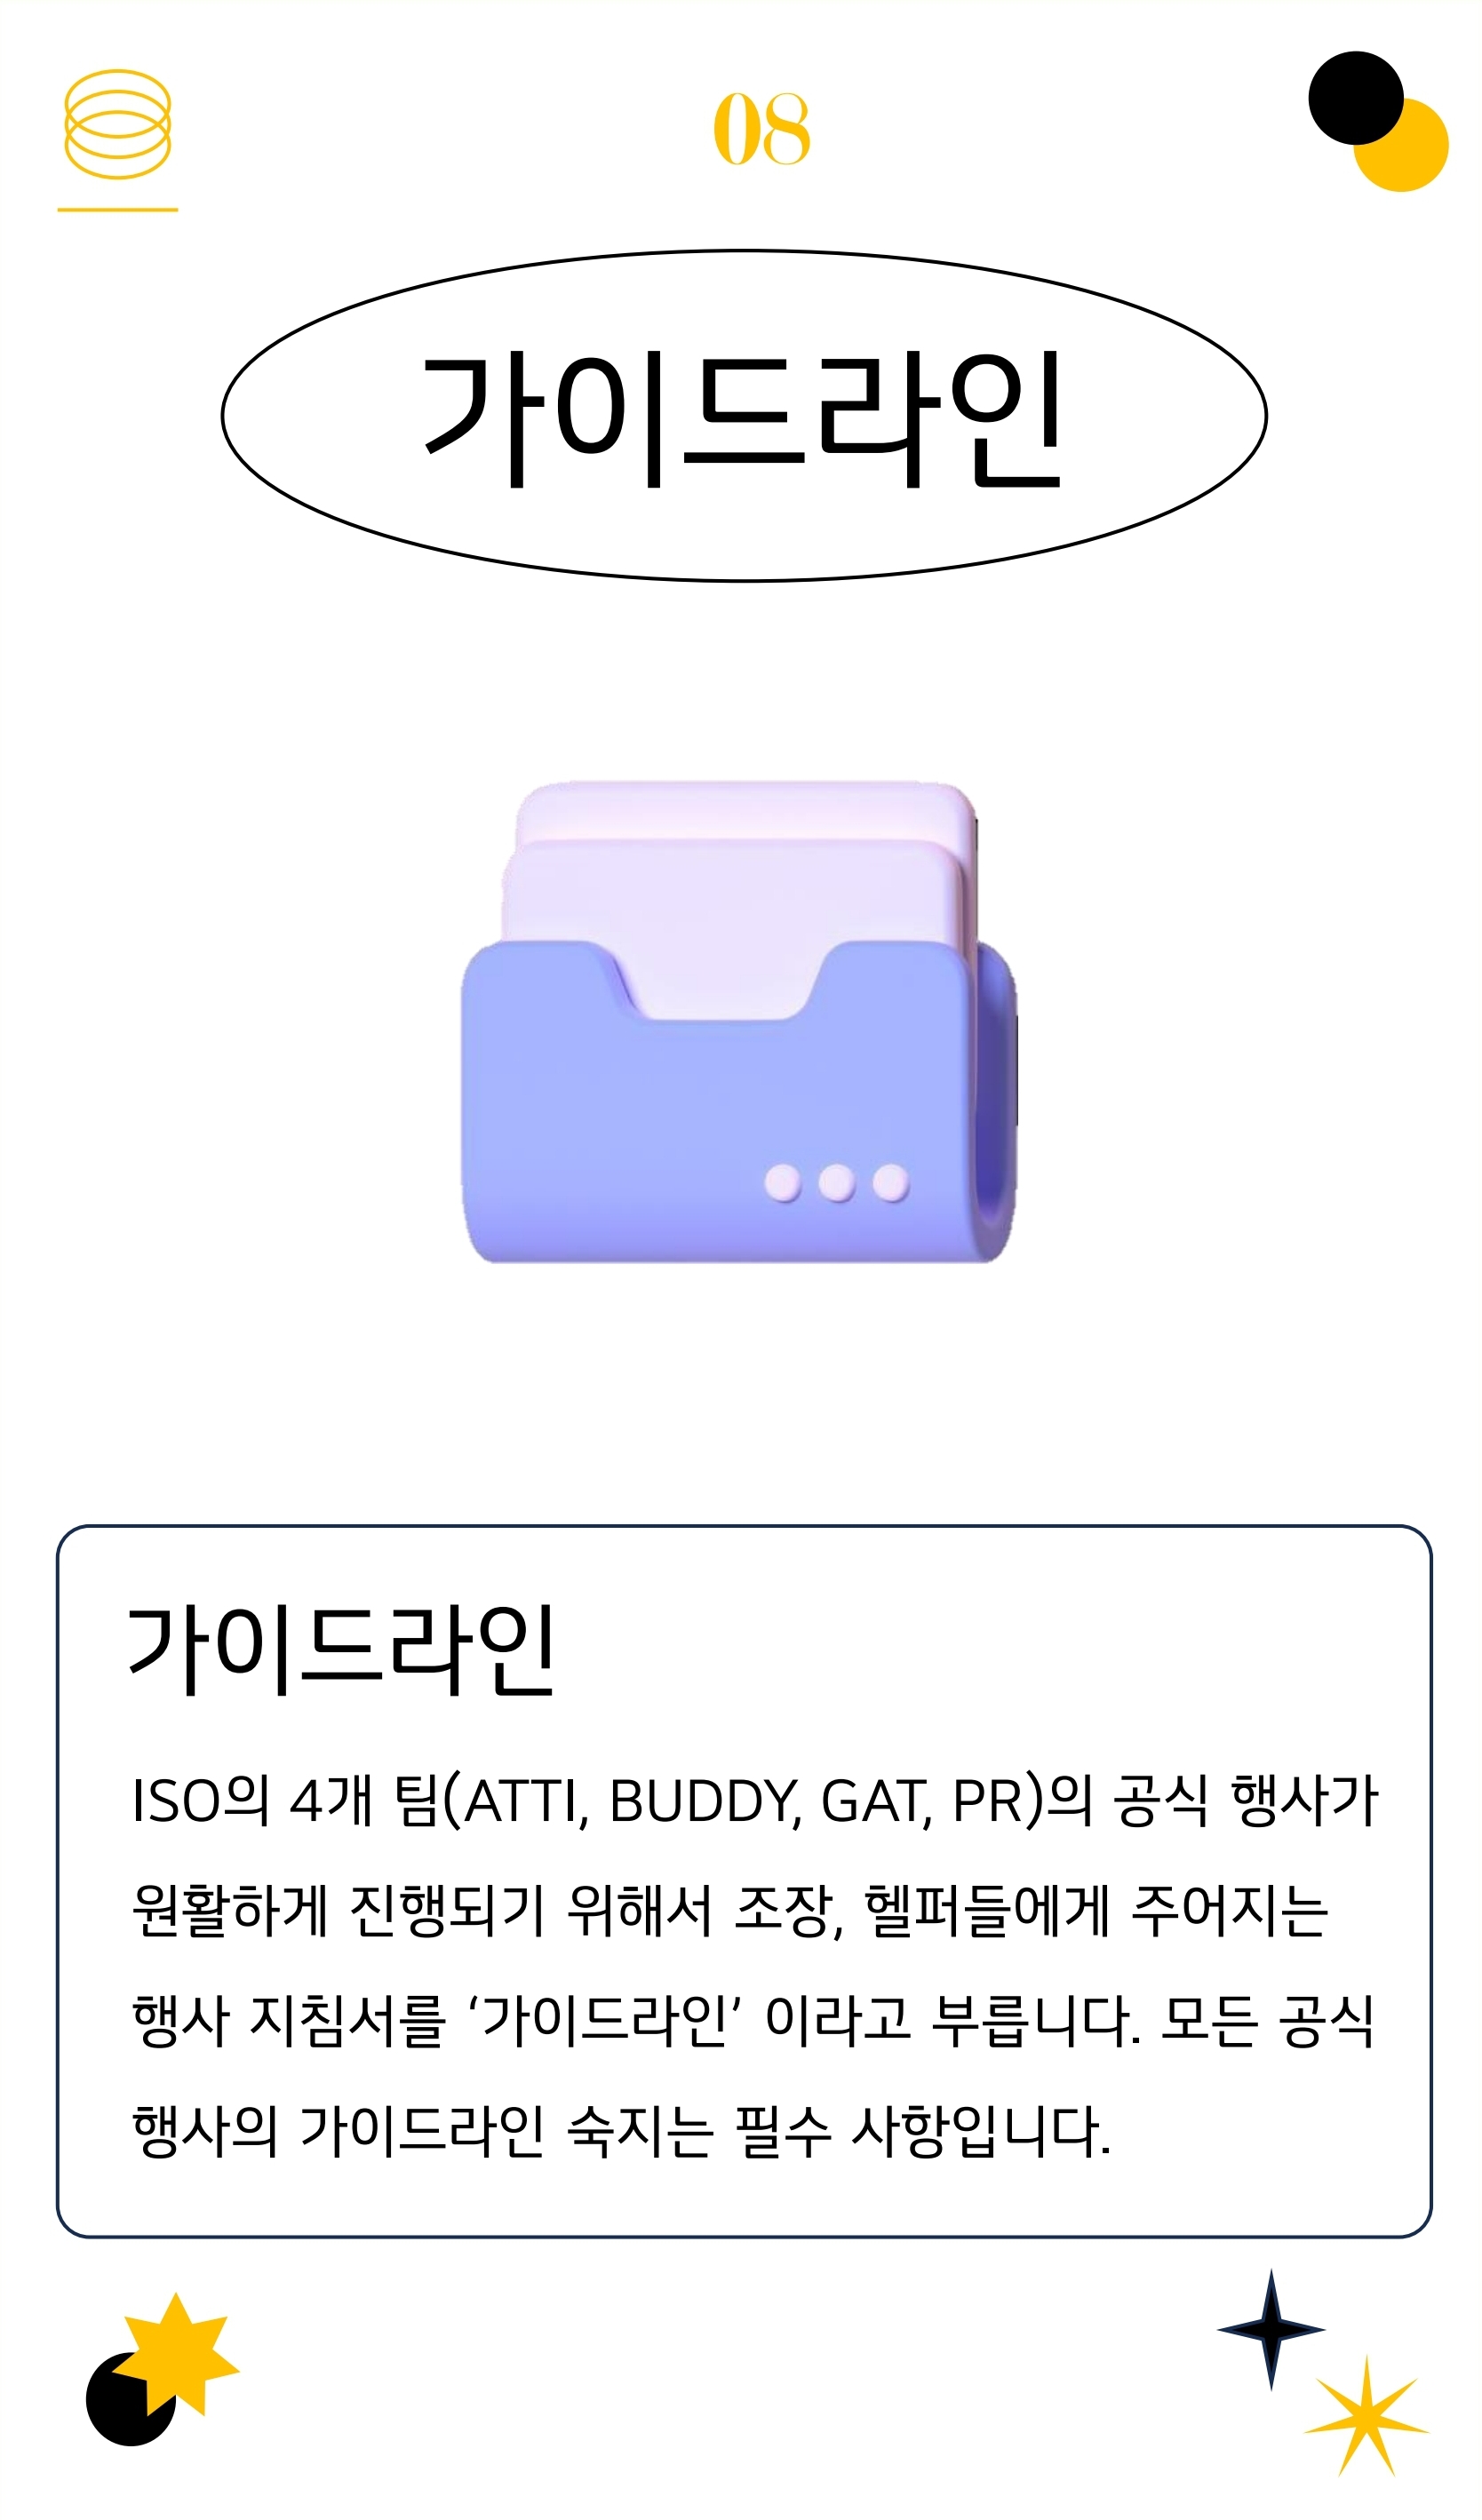 08
가이드라인
가이드라인
ISO의 4개 팀(ATTI, BUDDY, GAT, PR)의 공식 행사가
원활하게 진행되기 위해서 조장, 헬퍼들에게 주어지는
행사 지침서를 ‘가이드라인’ 이라고 부릅니다. 모든 공식
행사의 가이드라인 숙지는 필수 사항입니다.